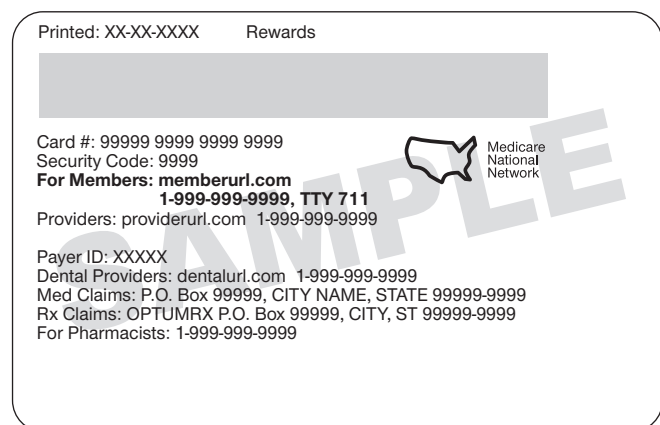 Printed: XX-XX-XXXX Rewards
Card #: 99999 9999 9999 9999
Security Code: 9999
Medicare
National
Network
For Members: memberurl.com
1-999-999-9999, TTY 711
Providers: providerurl.com 1-999-999-9999
Payer ID: XXXXX
Dental Providers: dentalurl.com 1-999-999-9999
Med Claims: P.O. Box 99999, CITY NAME, STATE 99999-9999
Rx Claims: OPTUMRX P.O. Box 99999, CITY, ST 99999-9999
For Pharmacists: 1-999-999-9999
SAMPLE